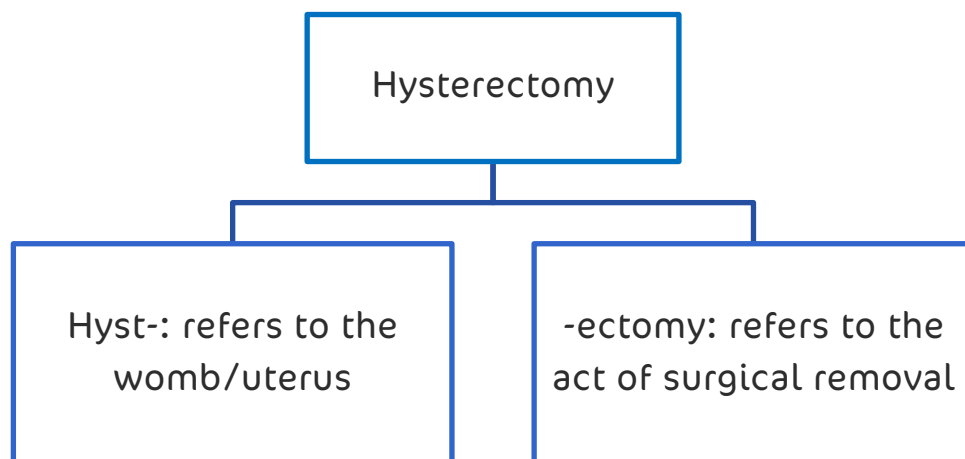 Hysterectomy
Hyst-: refers to the
womb/uterus
-ectomy: refers to the
act of surgical removal